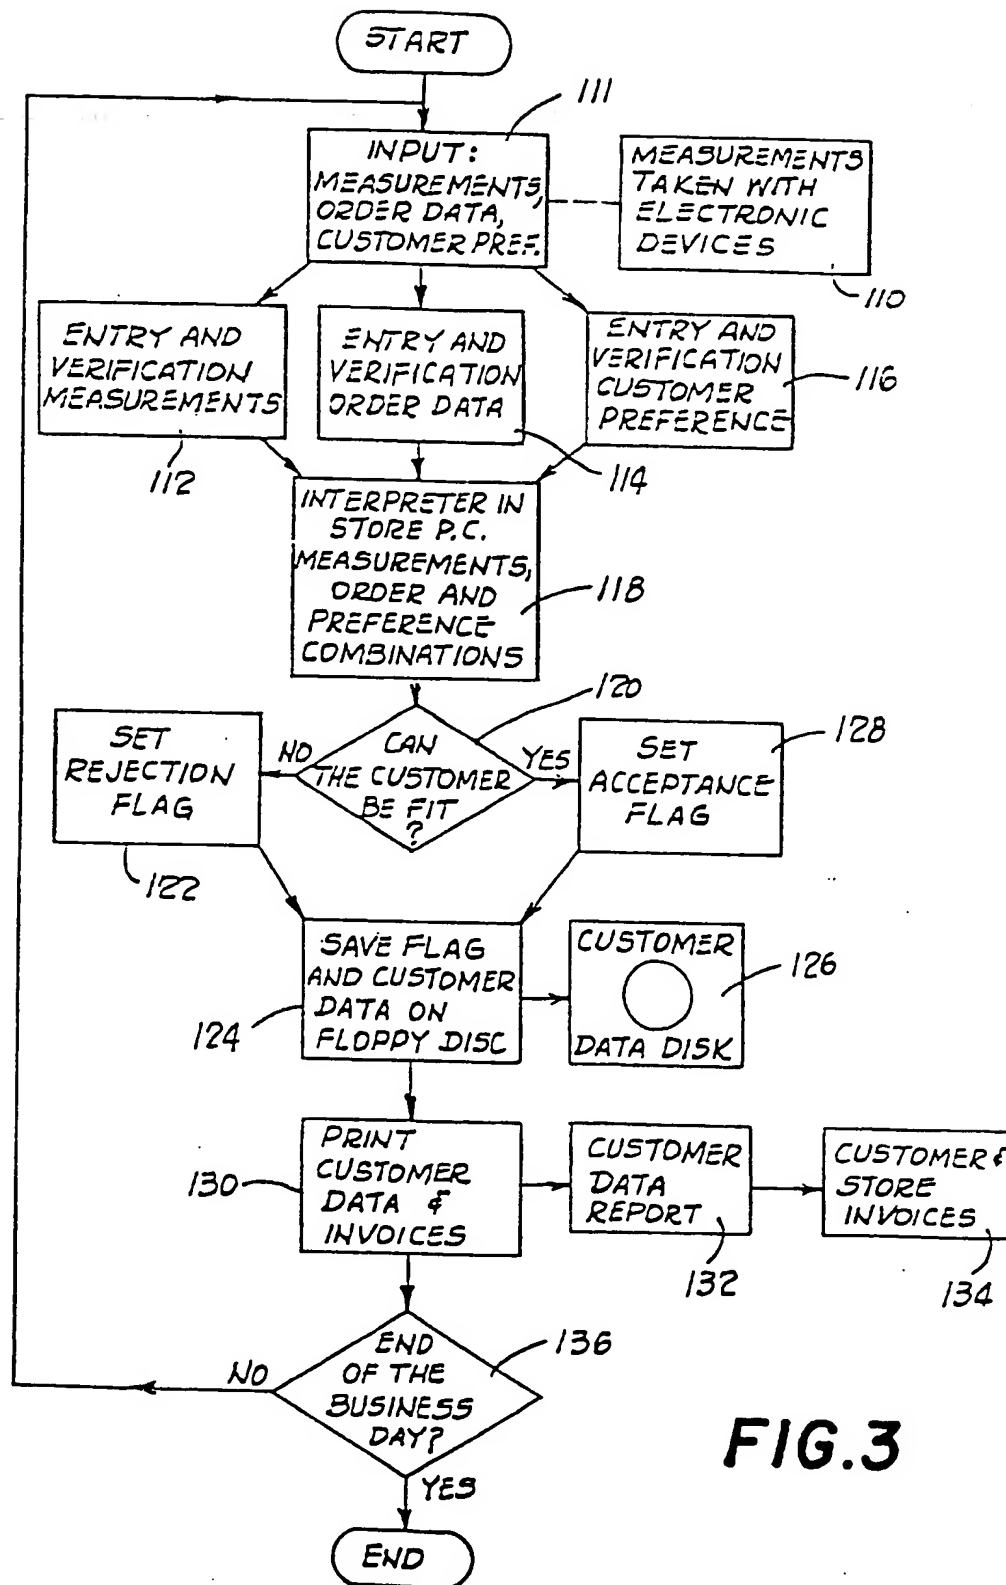 START
111
INPUT:
MEASUREMENTS,
ORDER DATA,
CUSTOMER PREF.
MEASUREMENTS
TAKEN WITH
ELECTRONIC
DEVICES
110
ENTRY AND
VERIFICATION
MEASUREMENTS
112
ENTRY AND
VERIFICATION
ORDER DATA
114
ENTRY AND
VERIFICATION
CUSTOMER
PREFERENCE
116
INTERPRETER IN
STORE P.C.
MEASUREMENTS,
ORDER AND
PREFERENCE
COMBINATIONS
118
120
CAN
THE CUSTOMER
BE FIT
?
NO
YES
SET
REJECTION
FLAG
122
SET
ACCEPTANCE
FLAG
128
SAVE FLAG
AND CUSTOMER
DATA ON
FLOPPY DISC
124
CUSTOMER
DATA DISK
126
PRINT
CUSTOMER
DATA &
INVOICES
130
CUSTOMER
DATA
REPORT
132
CUSTOMER &
STORE
INVOICES
134
END
OF THE
BUSINESS
DAY?
136
NO
YES
END
FIG.3